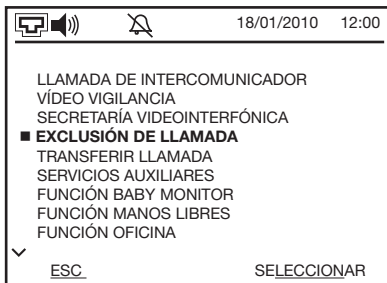 18/01/2010 12:00
LLAMADA DE INTERCOMUNICADOR
VÍDEO VIGILANCIA
SECRETARÍA VIDEOINTERFÓNICA
EXCLUSIÓN DE LLAMADA
TRANSFERIR LLAMADA
SERVICIOS AUXILIARES
FUNCIÓN BABY MONITOR
FUNCIÓN MANOS LIBRES
FUNCIÓN OFICINA
ESC SELECCIONAR